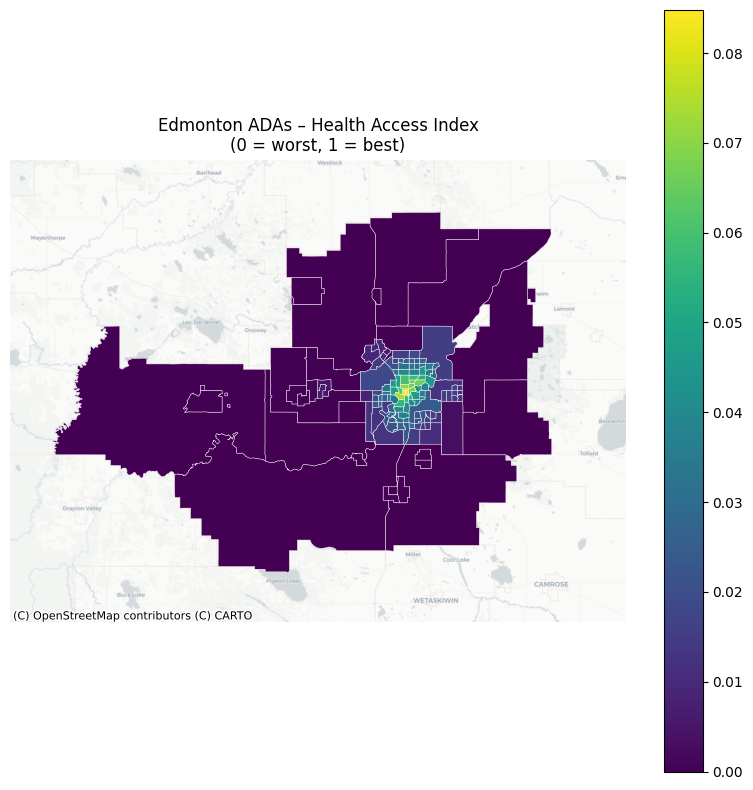 Edmonton ADAs – Health Access Index
(0 = worst, 1 = best)
Westlock
Barrhead
Mayerthorpe
Lac Ste Anne
Onoway
Lamont
Tofield
Drayton Valley
Pigeon Lake
Buck Lake
Millet
Coal Lake
CAMROSE
WETASKIWIN
(C) OpenStreetMap contributors (C) CARTO
0.08
0.07
0.06
0.05
0.04
0.03
0.02
0.01
0.00